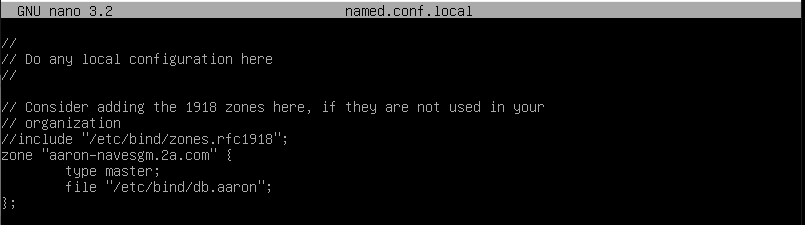 GNU nano 3.2 named.conf.local
//
// Do any local configuration here
//
// Consider adding the 1918 zones here, if they are not used in your
// organization
//include "/etc/bind/zones.rfc1918";
zone "aaron-navesgm.2a.com" {
type master;
file "/etc/bind/db.aaron";
};